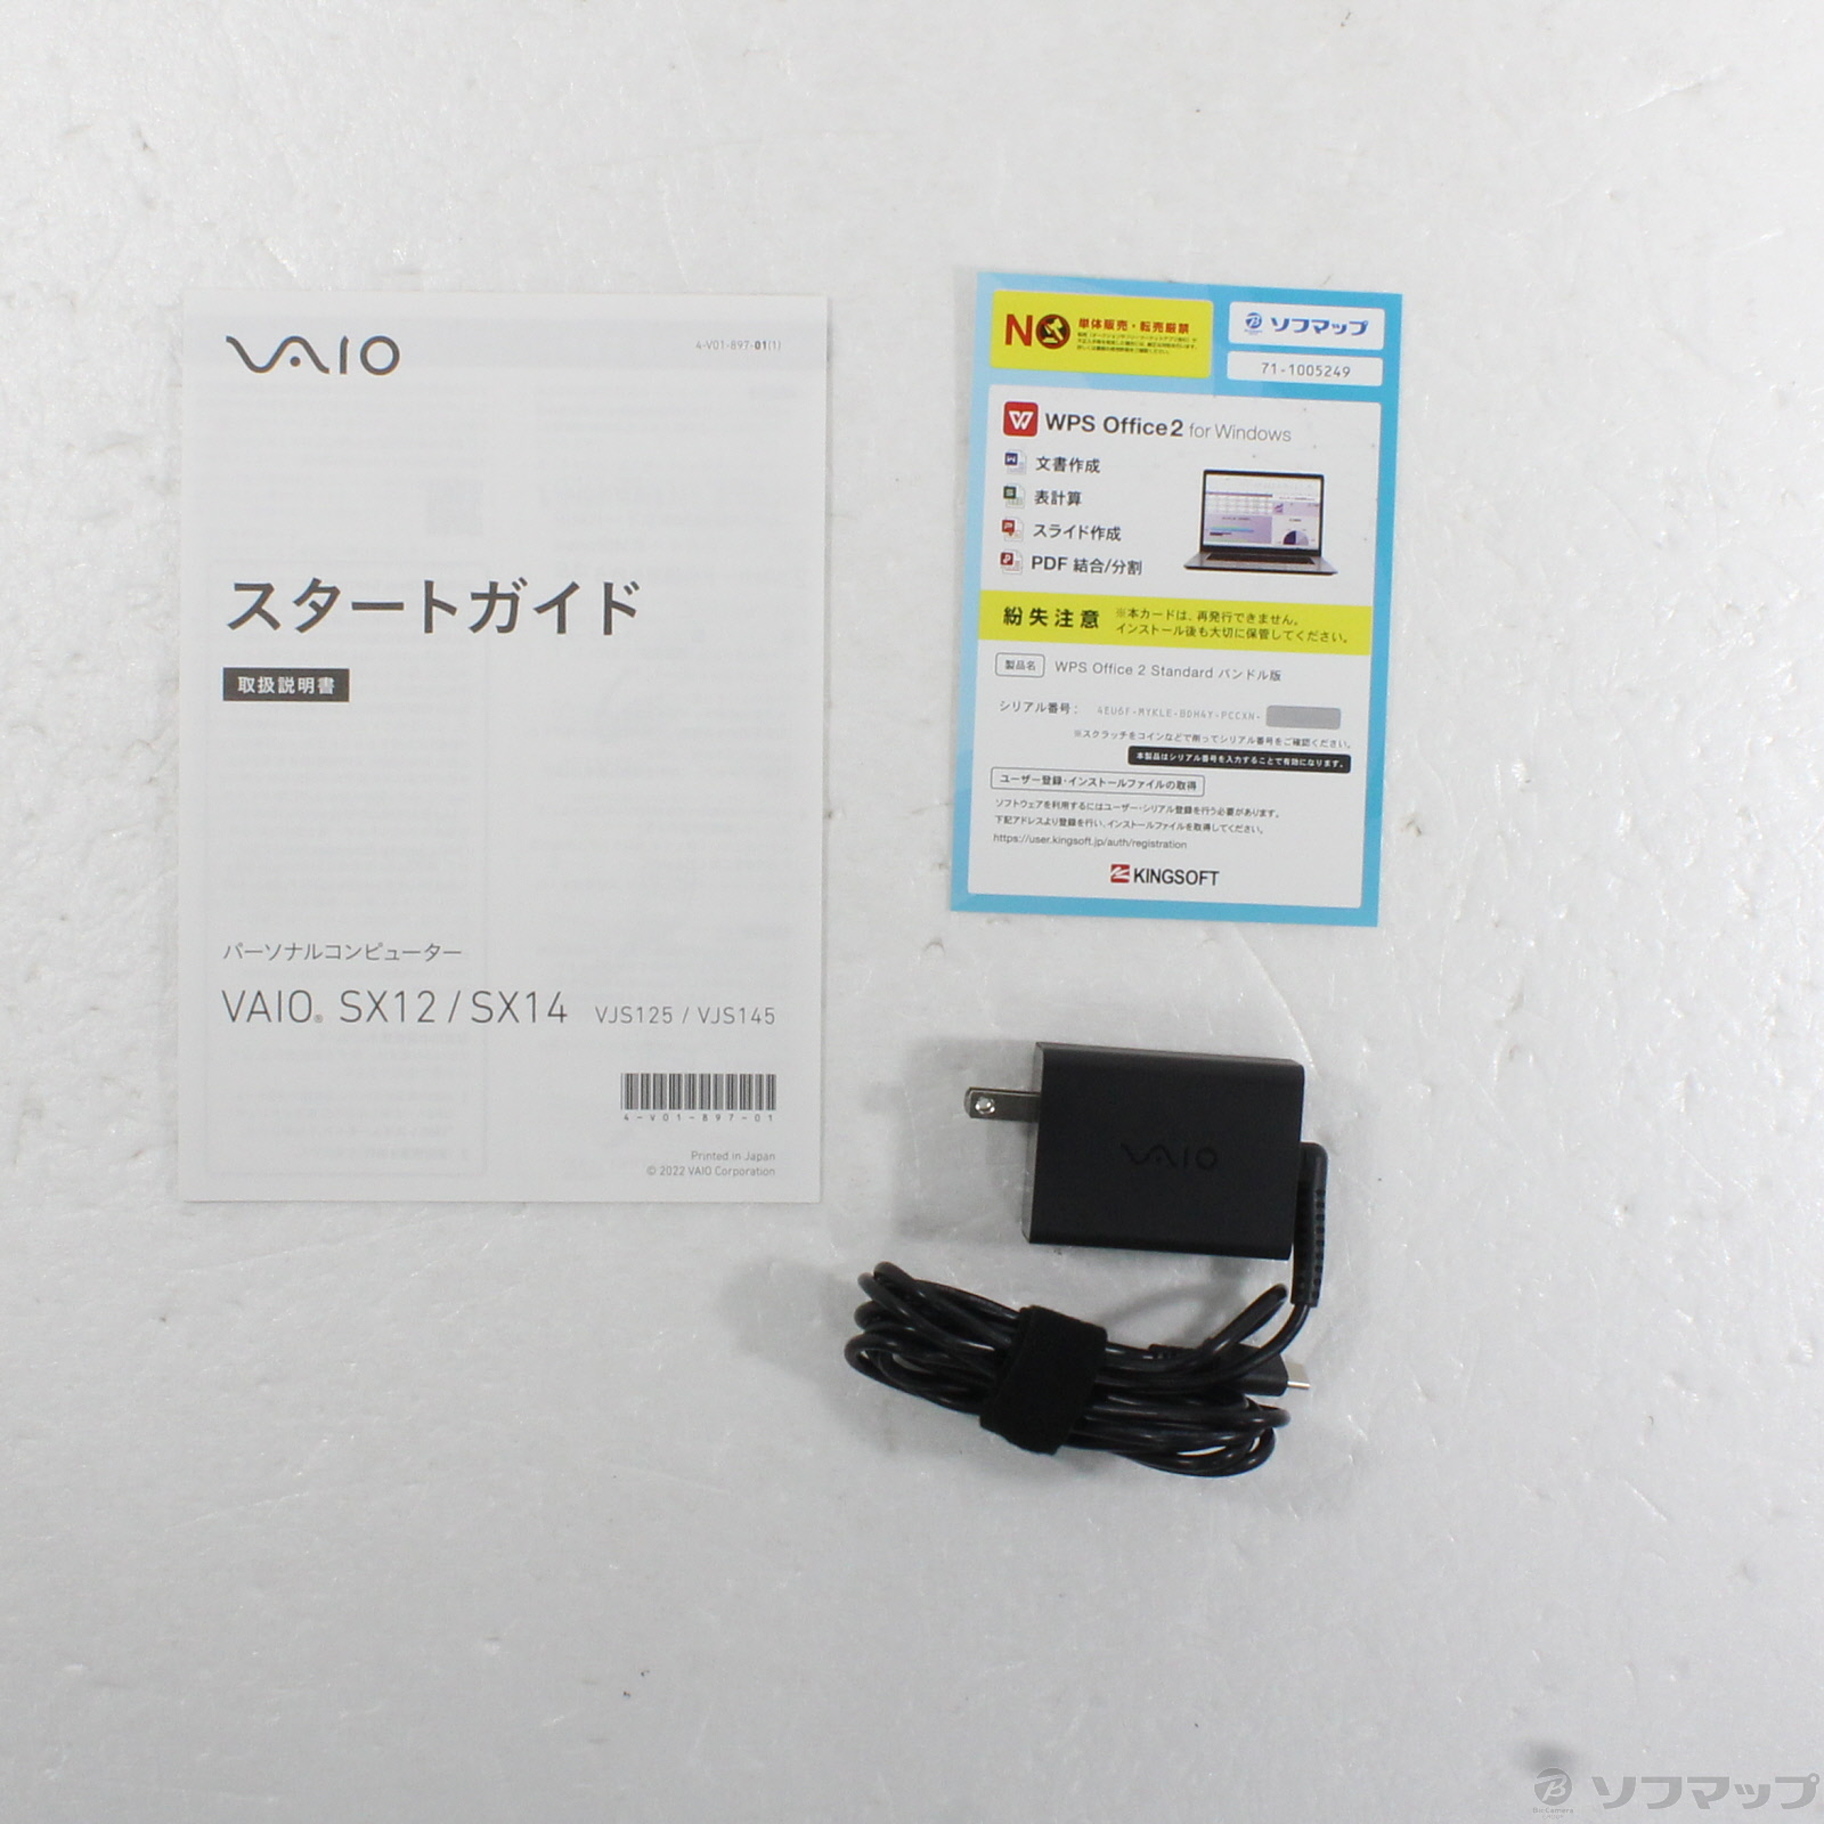 VAIO
4-V01-897-01(1)
スタートガイド
取扱説明書
パーソナルコンピューター
VAIO® SX12 / SX14 VJS125 / VJS145
4-V01-897-01
Printed in Japan
© 2022 VAIO Corporation
NO 単体販売・転売厳禁
ソフマップ
71-1005249
WPS Office2 for Windows
文書作成
表計算
スライド作成
PDF 結合/分割
紛失注意
※本カードは、再発行できません。
インストール後も大切に保管してください。
製品名 WPS Office 2 Standard バンドル版
シリアル番号: 4EU6F-MYKLE-B0H4Y-PCCXN-
※スクラッチをコインなどで削ってシリアル番号をご確認ください。
本製品はシリアル番号を入力することで有効になります。
ユーザー登録・インストールファイルの取得
ソフトウェアを利用するにはユーザー・シリアル登録を行う必要があります。
下記アドレスより登録を行い、インストールファイルを取得してください。
https://user.kingsoft.jp/auth/registration
KINGSOFT
VAIO
ソフマップ